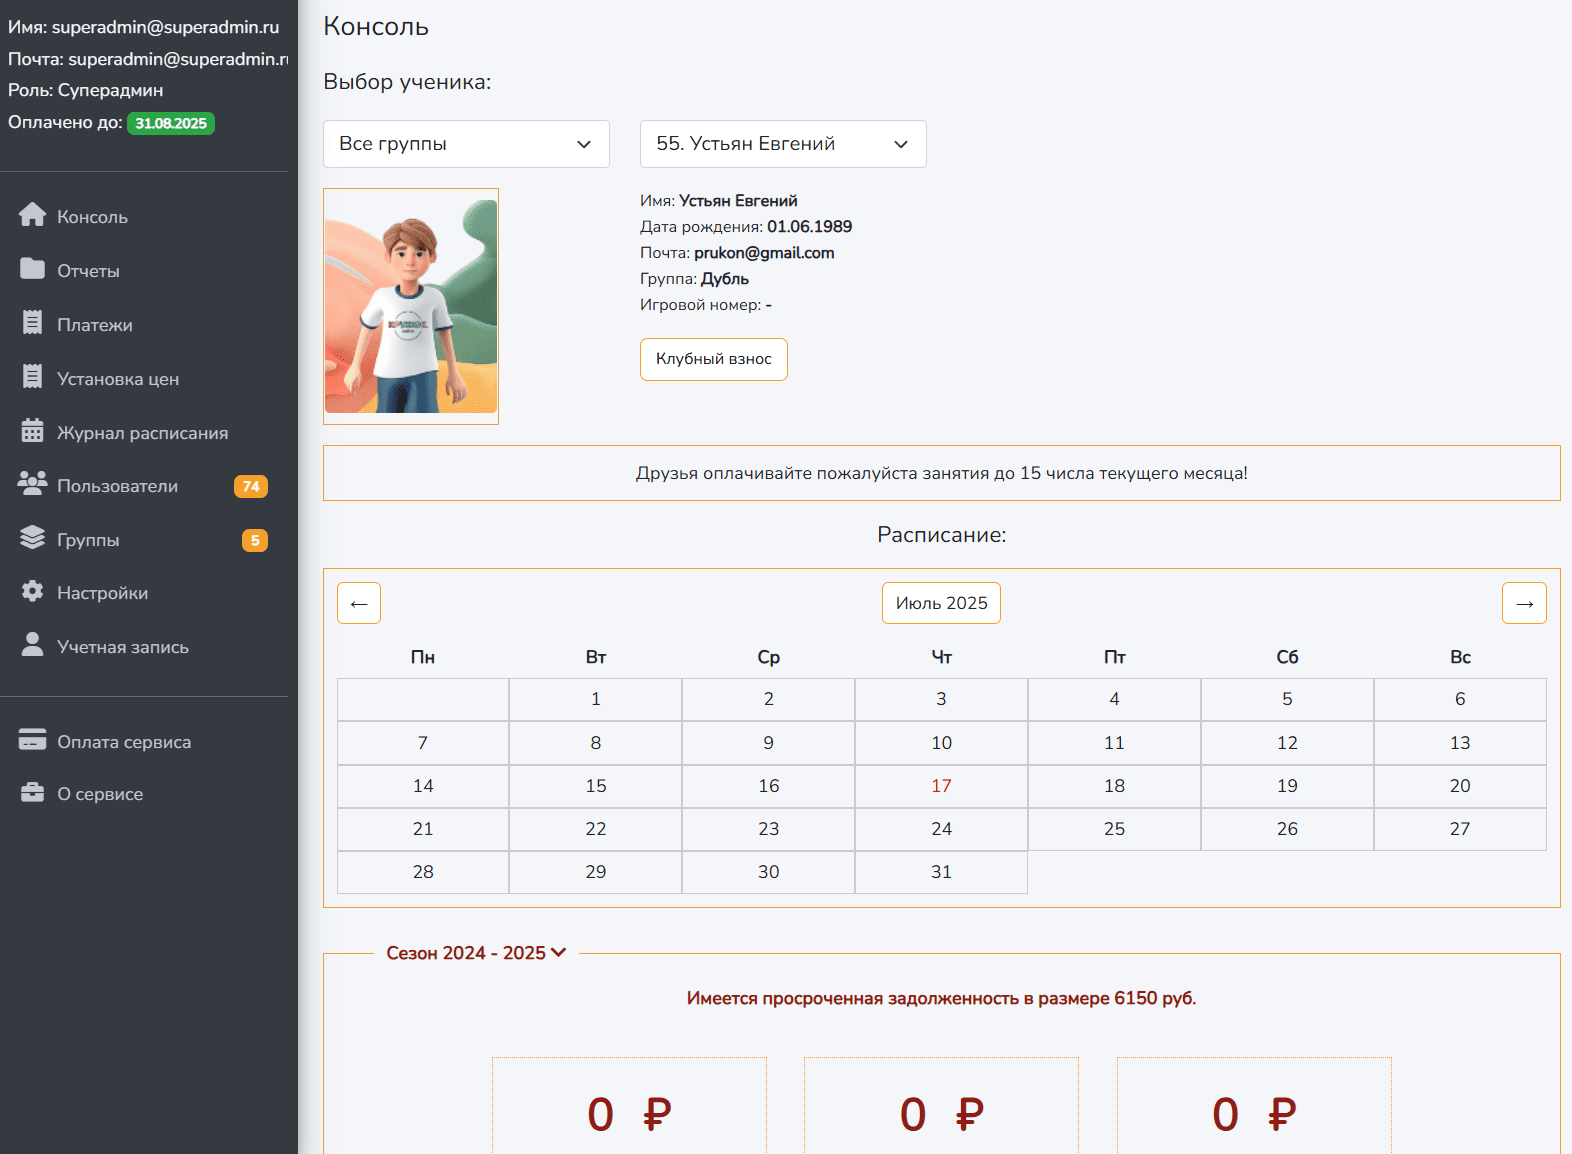 Имя: superadmin@superadmin.ru
Почта: superadmin@superadmin.ru
Роль: Суперадмин
Оплачено до: 31.08.2025
Консоль
Отчеты
Платежи
Установка цен
Журнал расписания
Пользователи 74
Группы 5
Настройки
Учетная запись
Оплата сервиса
О сервисе
Консоль
Выбор ученика:
Все группы
55. Устьян Евгений
Имя: Устьян Евгений
Дата рождения: 01.06.1989
Почта: prukon@gmail.com
Группа: Дубль
Игровой номер: -
Клубный взнос
Друзья оплачивайте пожалуйста занятия до 15 числа текущего месяца!
Расписание:
← Июль 2025 →
Пн Вт Ср Чт Пт Сб Вс
1 2 3 4 5 6
7 8 9 10 11 12 13
14 15 16 17 18 19 20
21 22 23 24 25 26 27
28 29 30 31
Сезон 2024 - 2025
Имеется просроченная задолженность в размере 6150 руб.
0 ₽ 0 ₽ 0 ₽